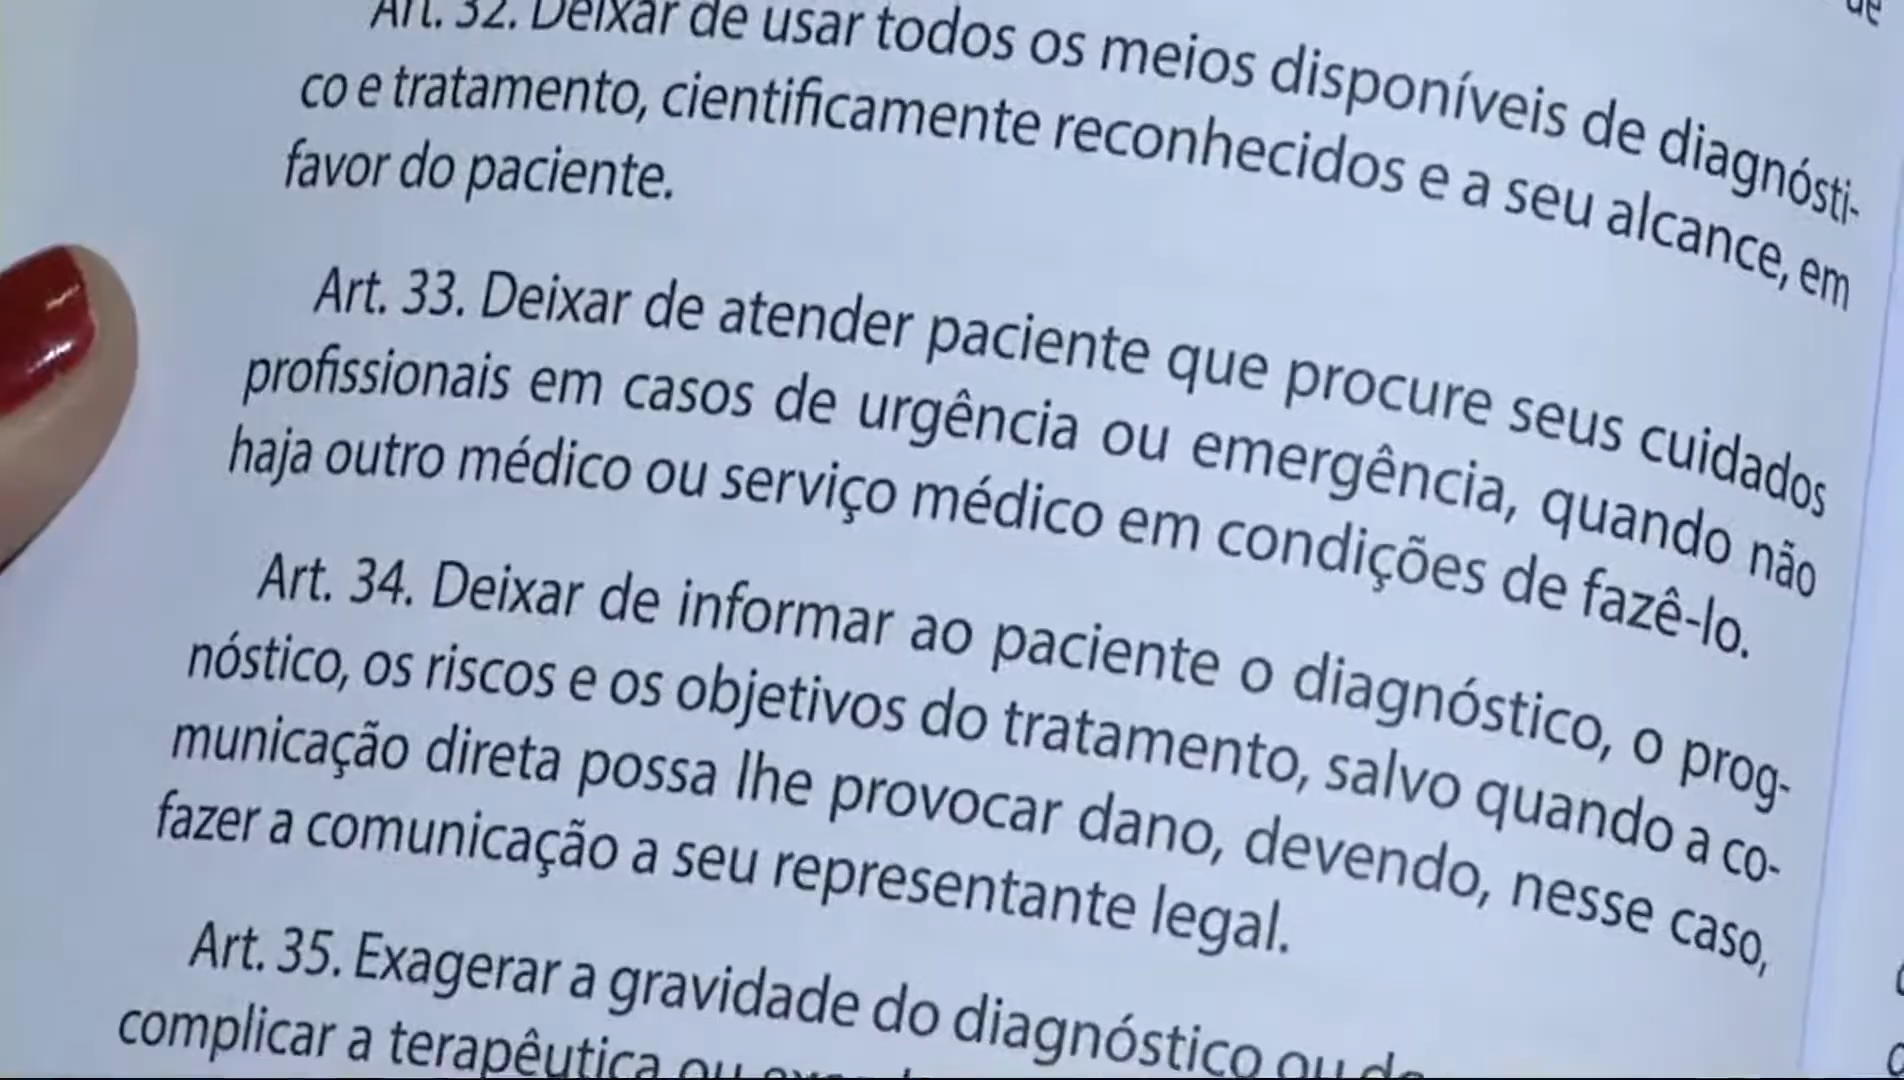 de
Art. 32. Deixar de usar todos os meios disponíveis de diagnósti-
co e tratamento, cientificamente reconhecidos e a seu alcance, em
favor do paciente.
Art. 33. Deixar de atender paciente que procure seus cuidados
profissionais em casos de urgência ou emergência, quando não
haja outro médico ou serviço médico em condições de fazê-lo.
Art. 34. Deixar de informar ao paciente o diagnóstico, o prog-
nóstico, os riscos e os objetivos do tratamento, salvo quando a co-
municação direta possa lhe provocar dano, devendo, nesse caso,
fazer a comunicação a seu representante legal.
Art. 35. Exagerar a gravidade do diagnóstico ou do
complicar a terapêutica ou